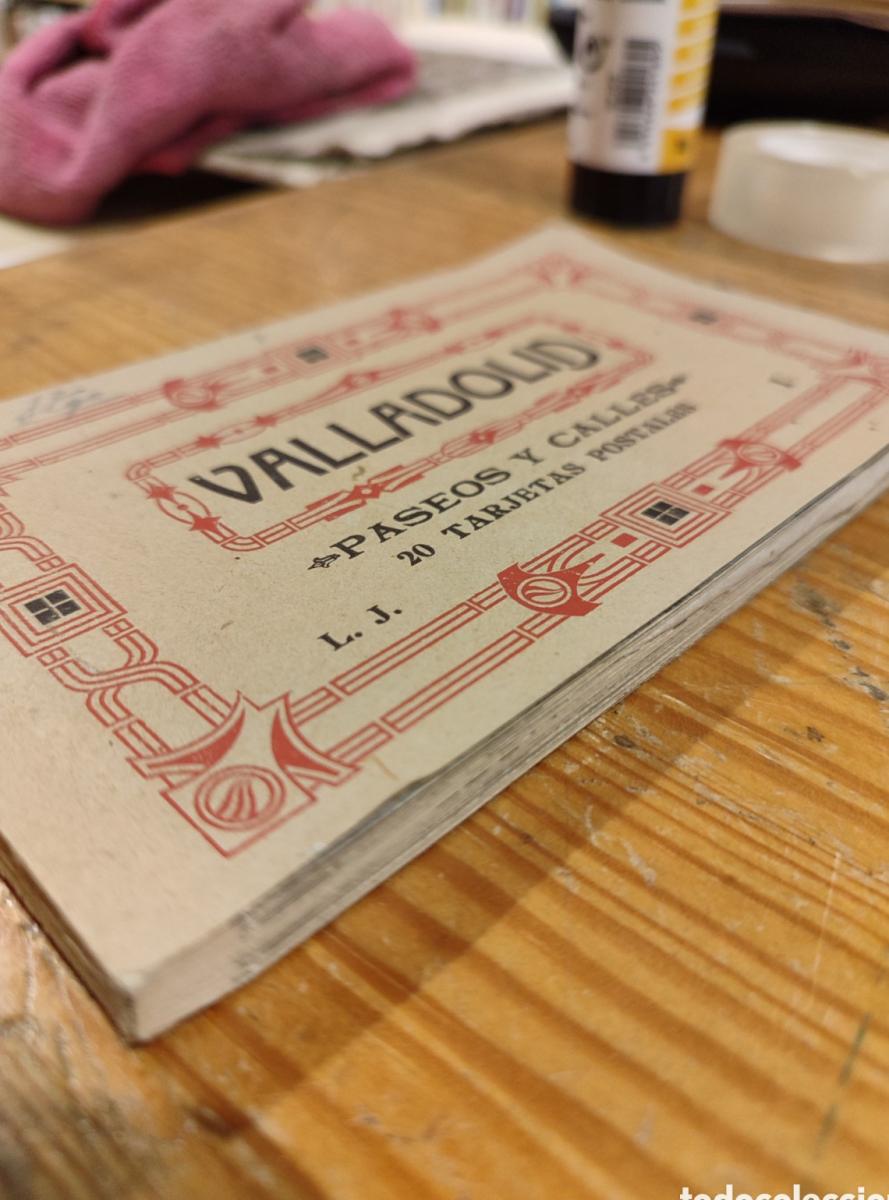 VALLADOLID
PASEOS Y CALLES
20 TARJETAS POSTALES
L. J.